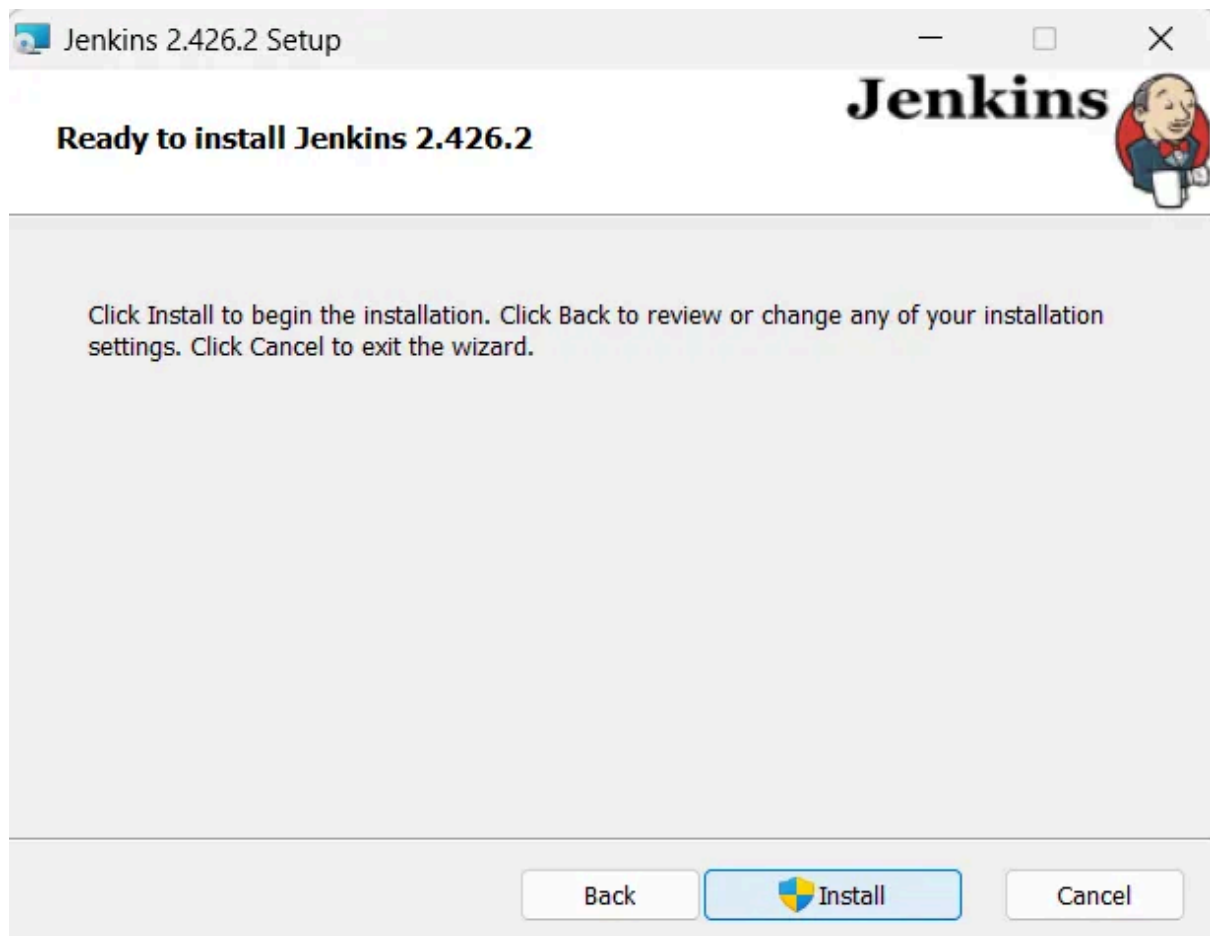 Jenkins 2.426.2 Setup
Jenkins
Ready to install Jenkins 2.426.2
Click Install to begin the installation. Click Back to review or change any of your installation
settings. Click Cancel to exit the wizard.
Back
Install
Cancel